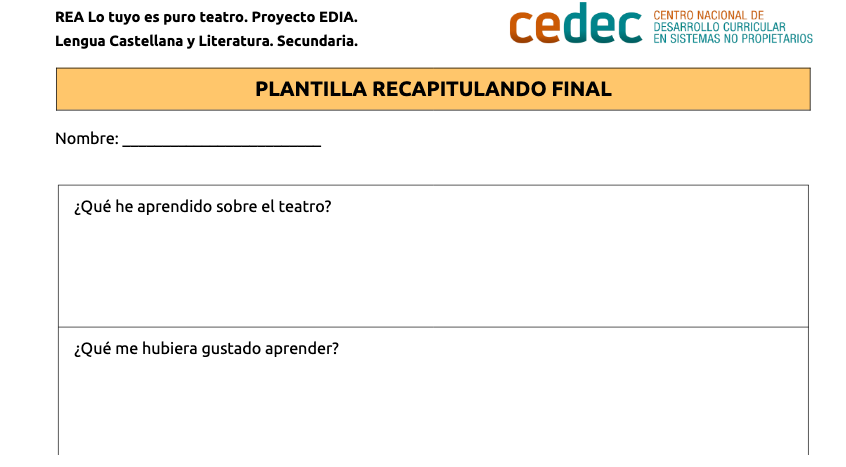 REA Lo tuyo es puro teatro. Proyecto EDIA.
Lengua Castellana y Literatura. Secundaria.
cedec
CENTRO NACIONAL DE
DESARROLLO CURRICULAR
EN SISTEMAS NO PROPIETARIOS
PLANTILLA RECAPITULANDO FINAL
Nombre: ________________________
¿Qué he aprendido sobre el teatro?
¿Qué me hubiera gustado aprender?